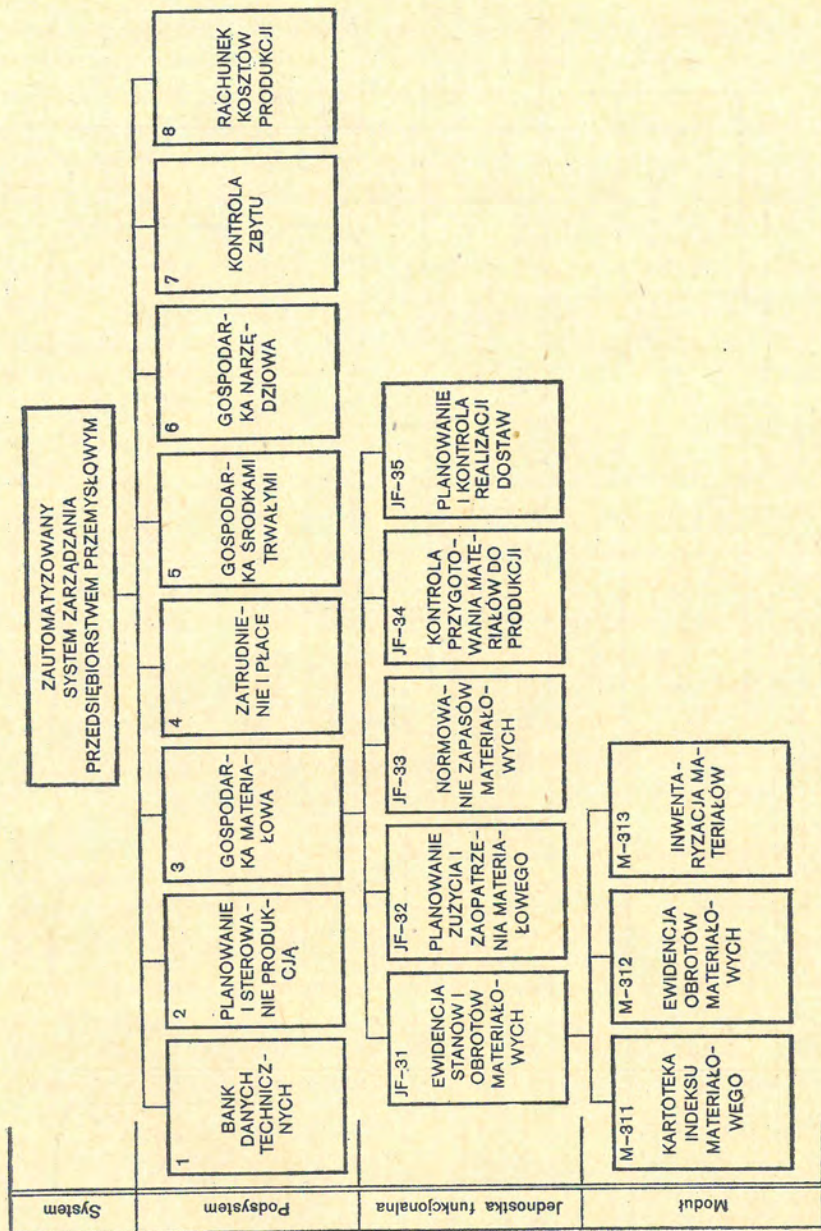 System
ZAUTOMATYZOWANY
SYSTEM ZARZĄDZANIA
PRZEDSIĘBIORSTWEM PRZEMYSŁOWYM
Podsystem
1
BANK
DANYCH
TECHNICZ-
NYCH
2
PLANOWANIE
I STEROWA-
NIE PRODUK-
CJĄ
3
GOSPODAR-
KA MATERIA-
ŁOWA
4
ZATRUDNIE-
NIE I PŁACE
5
GOSPODAR-
KA ŚRODKAMI
TRWAŁYMI
6
GOSPODAR-
KA NARZĘ-
DZIOWA
7
KONTROLA
ZBYTU
8
RACHUNEK
KOSZTÓW
PRODUKCJI
Jednostka funkcjonalna
JF-31
EWIDENCJA
STANÓW I
OBROTÓW
MATERIAŁO-
WYCH
JF-32
PLANOWANIE
ZUŻYCIA I
ZAOPATRZE-
NIA MATERIA-
ŁOWEGO
JF-33
NORMOWA-
NIE ZAPASÓW
MATERIAŁO-
WYCH
JF-34
KONTROLA
PRZYGOTO-
WANIA MATE-
RIAŁÓW DO
PRODUKCJI
JF-35
PLANOWANIE
I KONTROLA
REALIZACJI
DOSTAW
Moduł
M-311
KARTOTEKA
INDEKSU
MATERIAŁO-
WEGO
M-312
EWIDENCJA
OBROTÓW
MATERIAŁO-
WYCH
M-313
INWENTA-
RYZACJA MA-
TERIAŁÓW